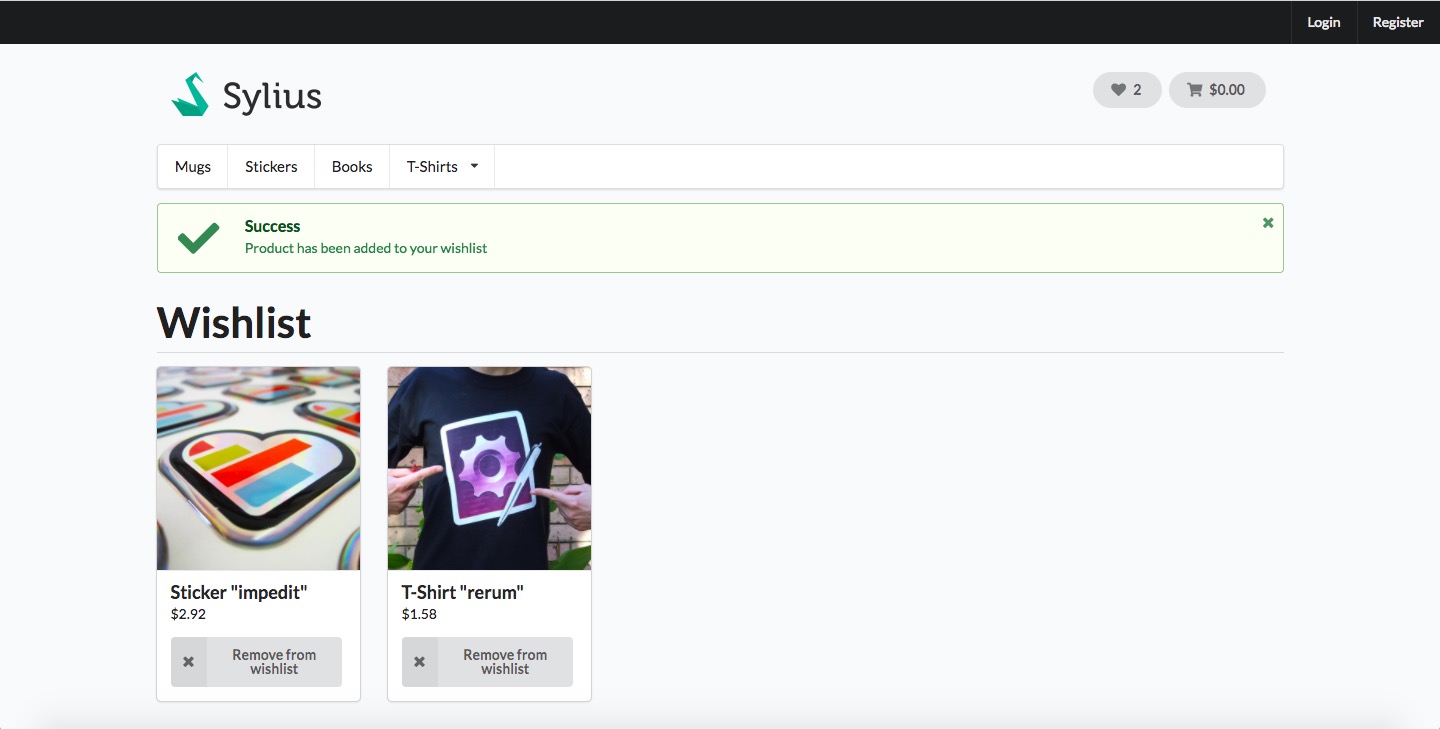 Login Register
Sylius
2 $0.00
Mugs Stickers Books T-Shirts
Success
Product has been added to your wishlist
Wishlist
Sticker "impedit"
$2.92
Remove from
wishlist
T-Shirt "rerum"
$1.58
Remove from
wishlist